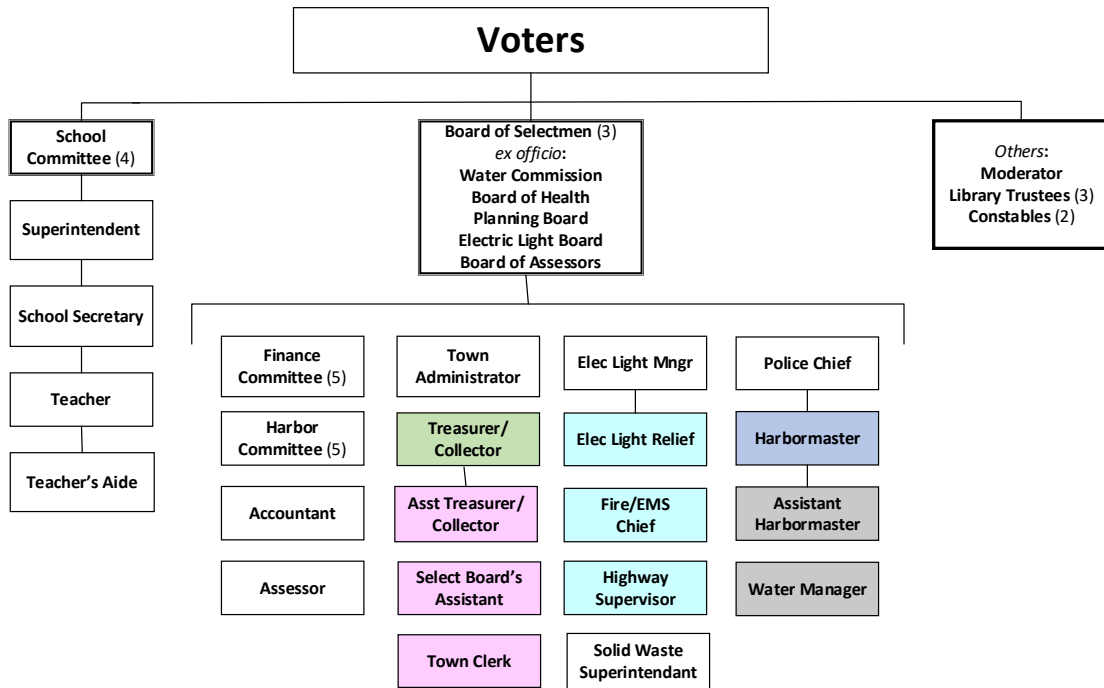 Voters
School
Committee (4)
Superintendent
School Secretary
Teacher
Teacher's Aide
Board of Selectmen (3)
ex officio:
Water Commission
Board of Health
Planning Board
Electric Light Board
Board of Assessors
Others:
Moderator
Library Trustees (3)
Constables (2)
Finance
Committee (5)
Harbor
Committee (5)
Accountant
Assessor
Town
Administrator
Treasurer/
Collector
Asst Treasurer/
Collector
Select Board's
Assistant
Town Clerk
Elec Light Mngr
Elec Light Relief
Fire/EMS
Chief
Highway
Supervisor
Solid Waste
Superintendant
Police Chief
Harbormaster
Assistant
Harbormaster
Water Manager